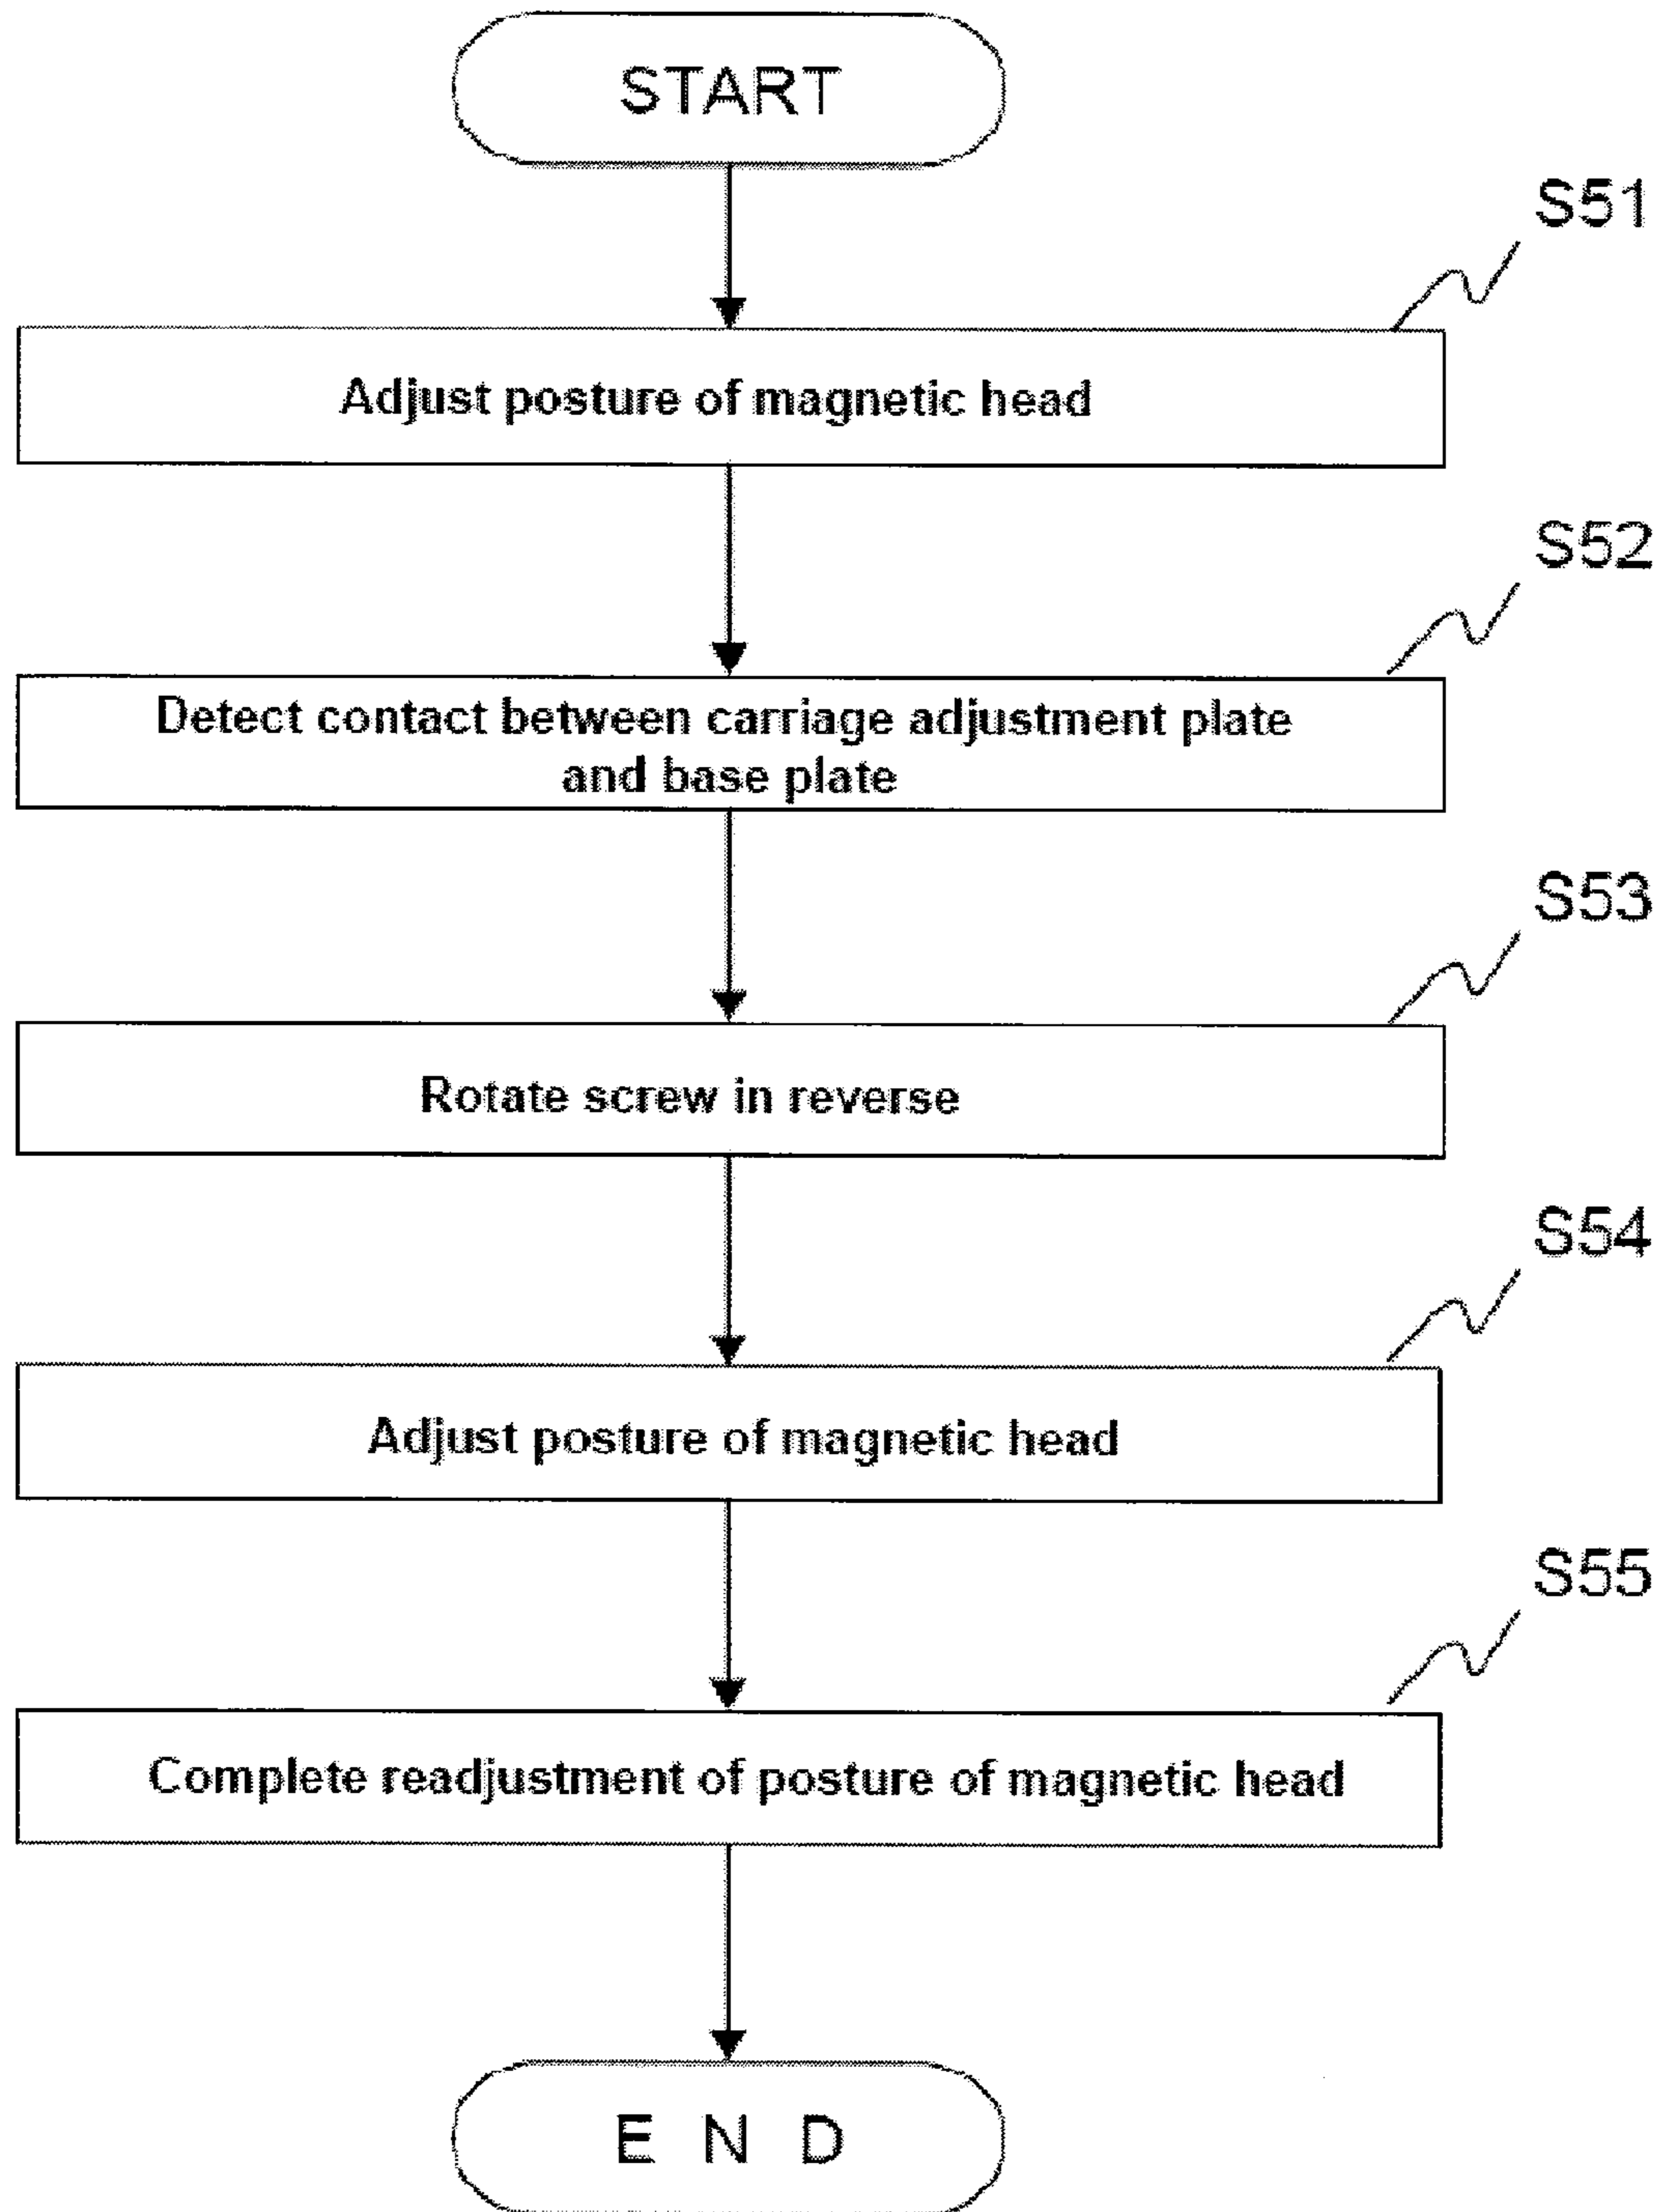 START
S51
Adjust posture of magnetic head
S52
Detect contact between carriage adjustment plate
and base plate
S53
Rotate screw in reverse
S54
Adjust posture of magnetic head
S55
Complete readjustment of posture of magnetic head
E N D